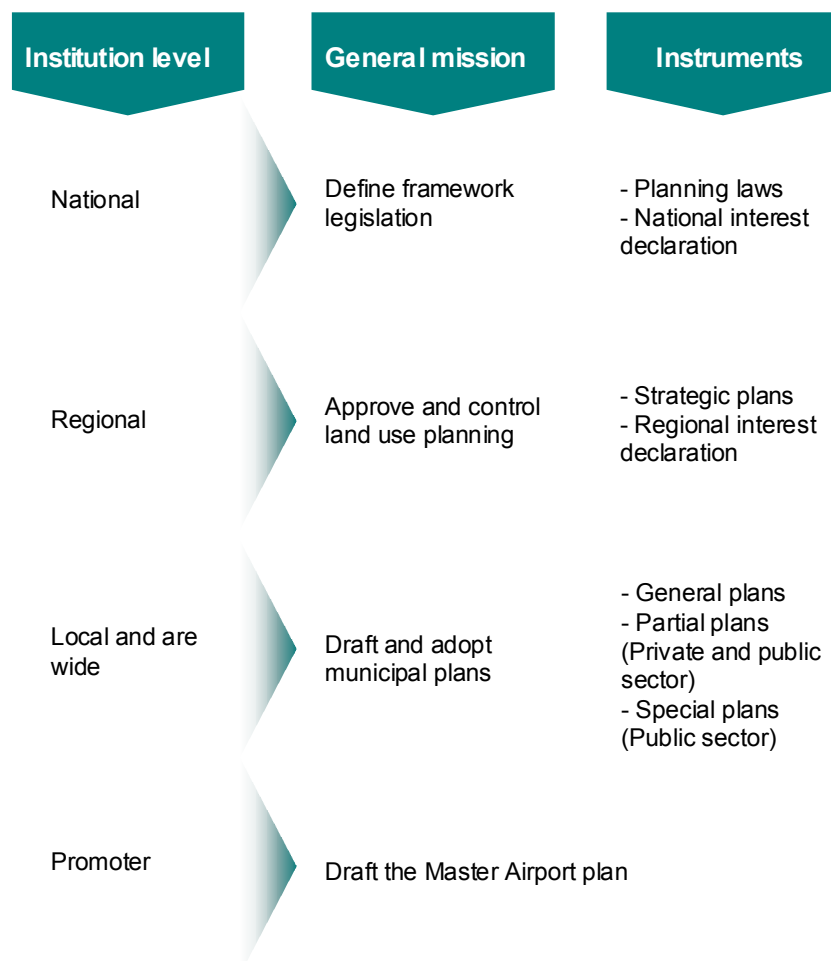 Institution level
General mission
Instruments
National
Define framework
legislation
- Planning laws
- National interest
declaration
Regional
Approve and control
land use planning
- Strategic plans
- Regional interest
declaration
Local and are
wide
Draft and adopt
municipal plans
- General plans
- Partial plans
(Private and public
sector)
- Special plans
(Public sector)
Promoter
Draft the Master Airport plan